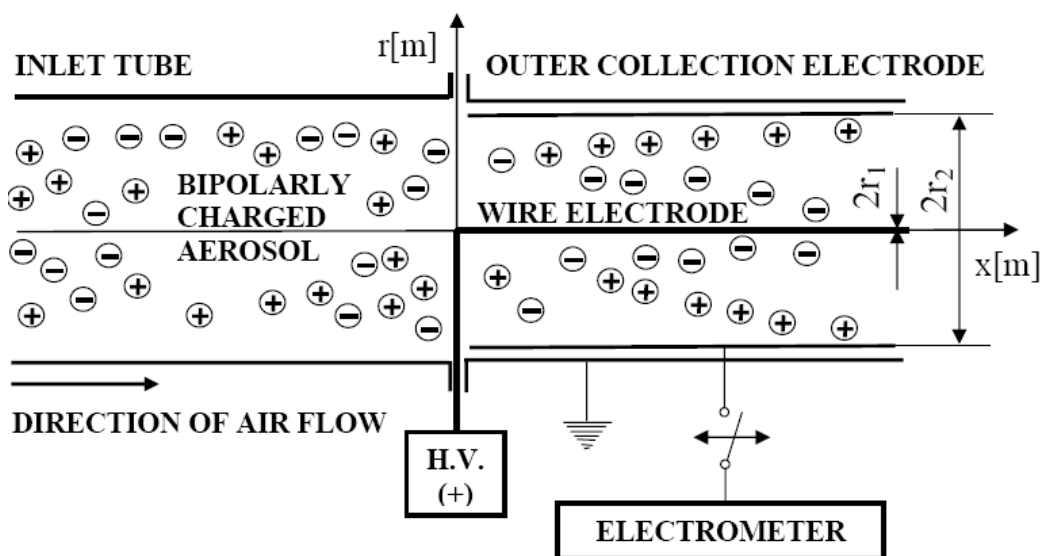 INLET TUBE
r[m]
OUTER COLLECTION ELECTRODE
BIPOLARLY
CHARGED
AEROSOL
WIRE ELECTRODE
2r₁
2r₂
x[m]
DIRECTION OF AIR FLOW
H.V.
(+)
ELECTROMETER